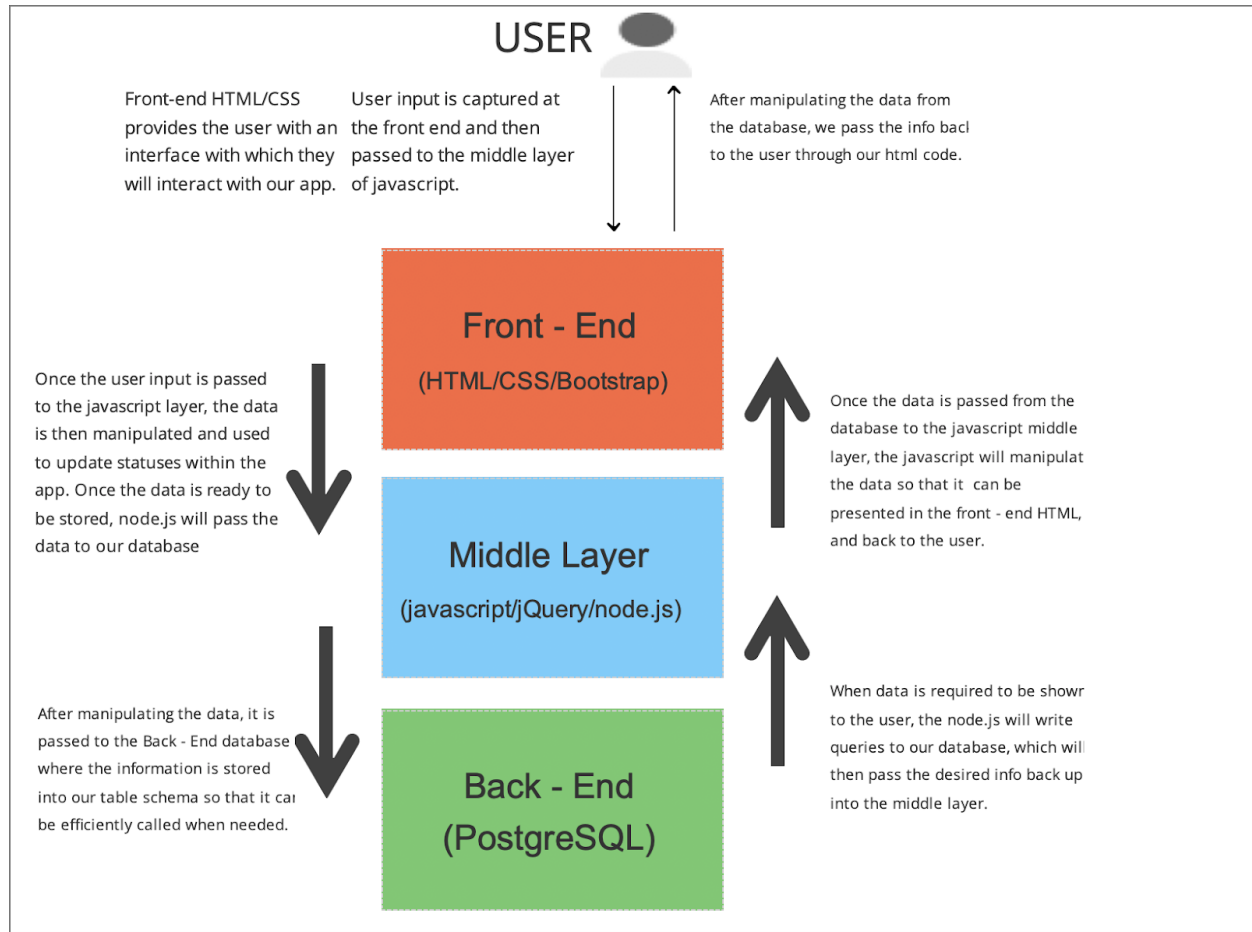 USER
Front-end HTML/CSS
provides the user with an
interface with which they
will interact with our app.
User input is captured at
the front end and then
passed to the middle layer
of javascript.
After manipulating the data from
the database, we pass the info back
to the user through our html code.
Front - End
(HTML/CSS/Bootstrap)
Once the user input is passed
to the javascript layer, the data
is then manipulated and used
to update statuses within the
app. Once the data is ready to
be stored, node.js will pass the
data to our database
Once the data is passed from the
database to the javascript middle
layer, the javascript will manipulat
the data so that it can be
presented in the front - end HTML,
and back to the user.
Middle Layer
(javascript/jQuery/node.js)
After manipulating the data, it is
passed to the Back - End database
where the information is stored
into our table schema so that it can
be efficiently called when needed.
When data is required to be shown
to the user, the node.js will write
queries to our database, which will
then pass the desired info back up
into the middle layer.
Back - End
(PostgreSQL)